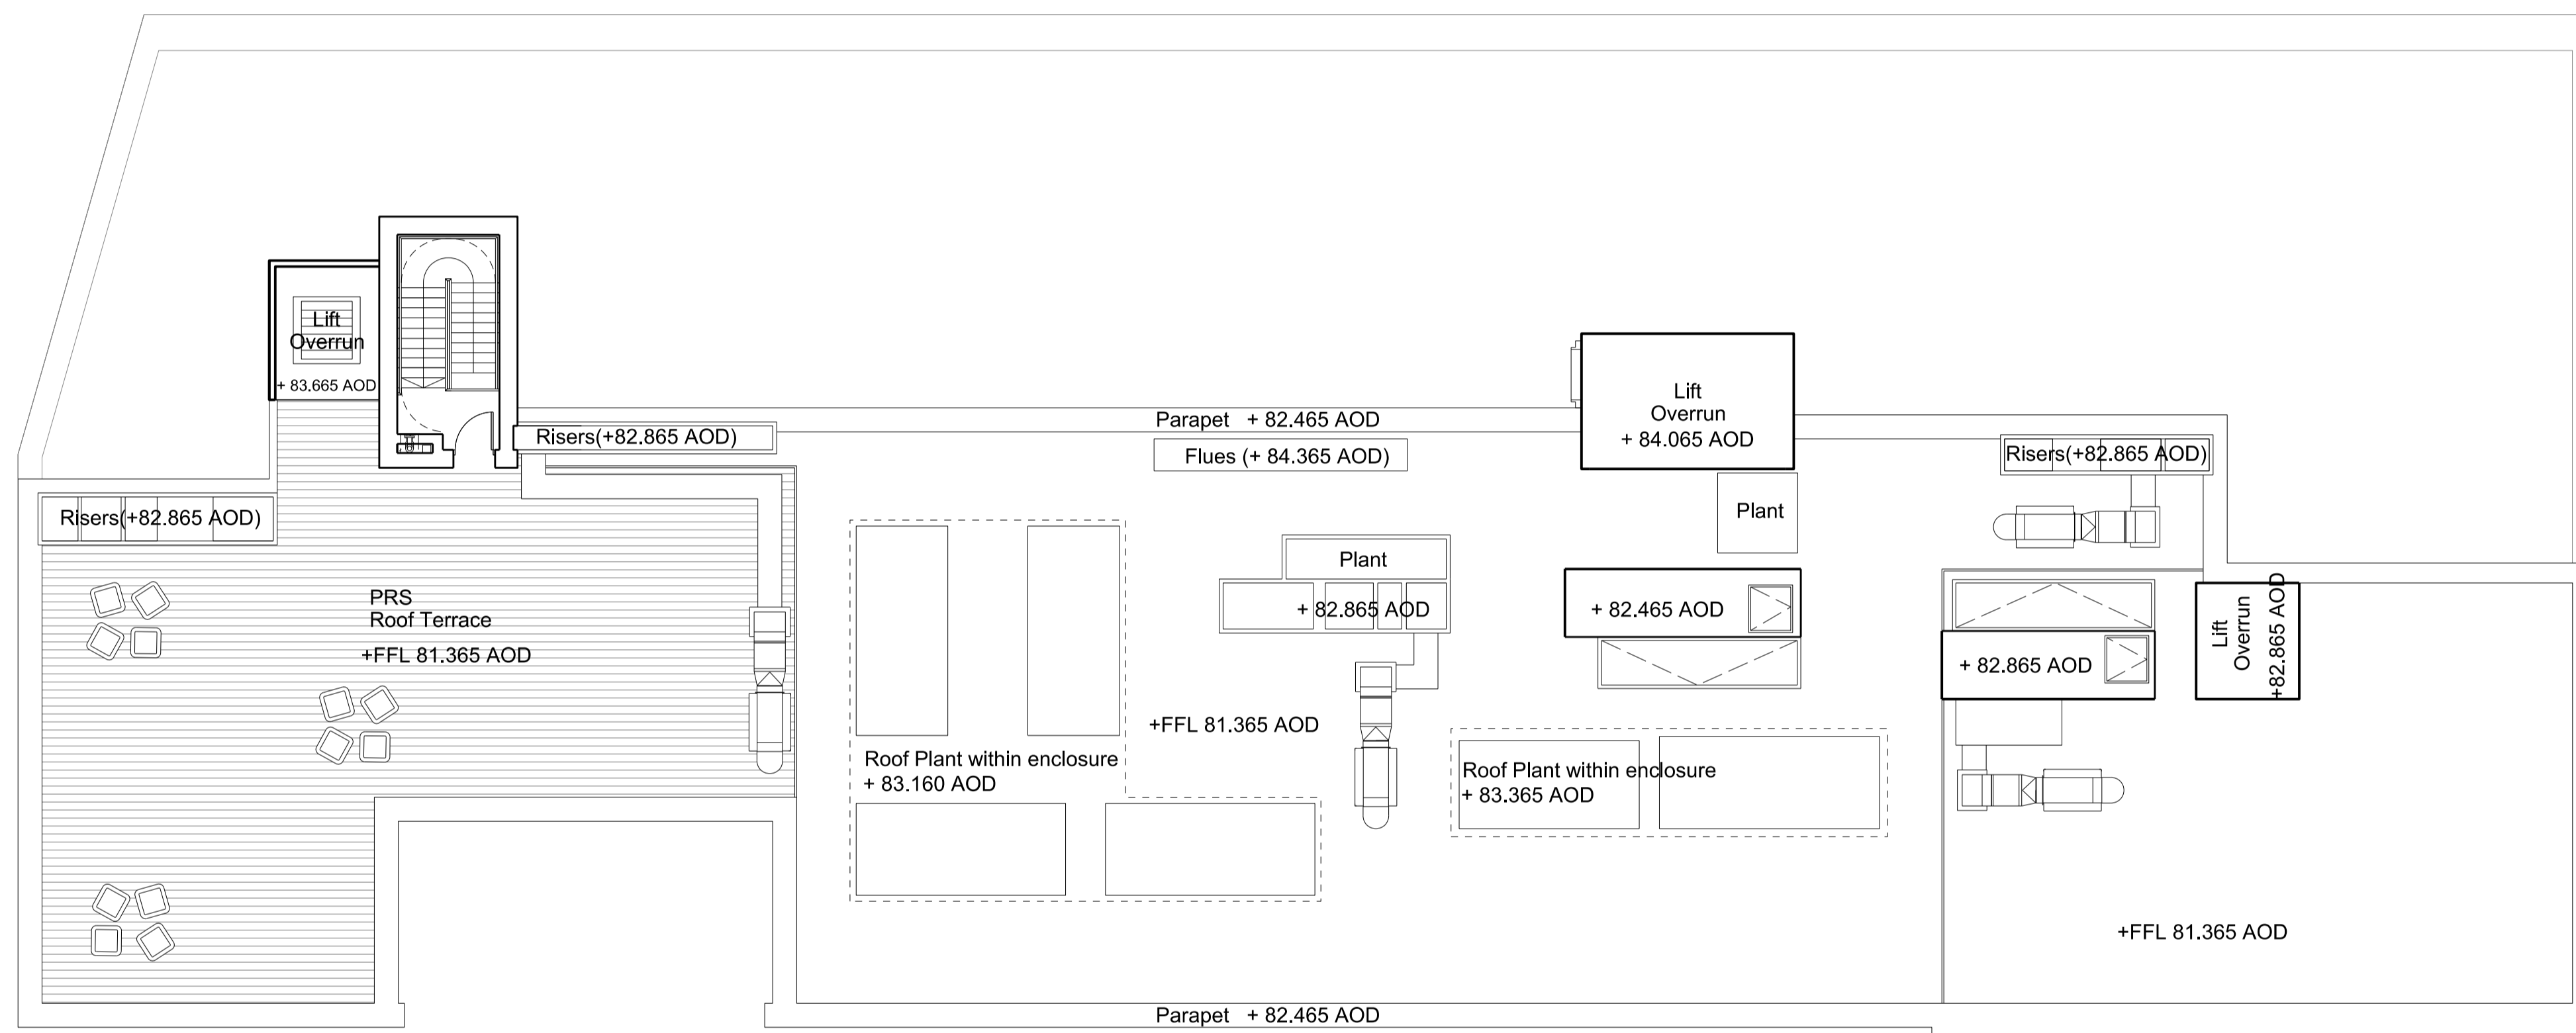 Lift
Overrun
+ 83.665 AOD
Risers(+82.865 AOD)
Risers(+82.865 AOD)
Parapet + 82.465 AOD
Flues (+ 84.365 AOD)
Lift
Overrun
+ 84.065 AOD
Risers(+82.865 AOD)
Plant
Plant
+ 82.865 AOD
+ 82.465 AOD
PRS
Roof Terrace
+FFL 81.365 AOD
+ 82.865 AOD
Lift
Overrun
+82.865 AOD
+FFL 81.365 AOD
Roof Plant within enclosure
+ 83.160 AOD
Roof Plant within enclosure
+ 83.365 AOD
+FFL 81.365 AOD
Parapet + 82.465 AOD